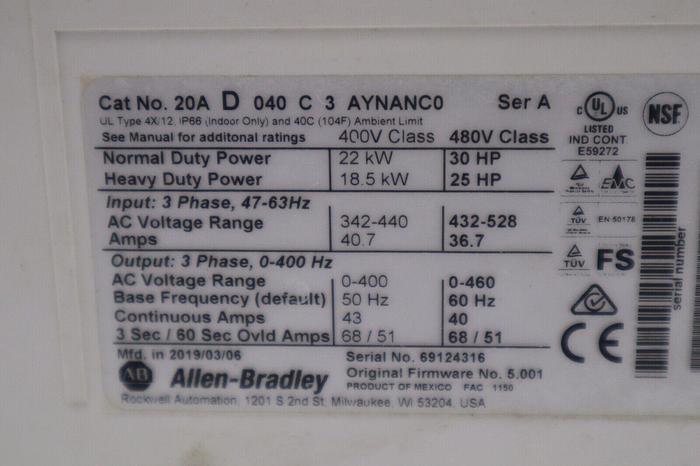 Cat No. 20A D 040 C 3 AYNANC0 Ser A
UL Type 4X/12, IP66 (Indoor Only) and 40C (104F) Ambient Limit
See Manual for additonal ratings 400V Class 480V Class
Normal Duty Power 22 kW 30 HP
Heavy Duty Power 18.5 kW 25 HP
Input: 3 Phase, 47-63Hz
AC Voltage Range 342-440 432-528
Amps 40.7 36.7
Output: 3 Phase, 0-400 Hz
AC Voltage Range 0-400 0-460
Base Frequency (default) 50 Hz 60 Hz
Continuous Amps 43 40
3 Sec / 60 Sec Ovld Amps 68 / 51 68 / 51
Mfd. in 2019/03/06 Serial No. 69124316
Original Firmware No. 5.001
AB Allen-Bradley PRODUCT OF MEXICO FAC 1150
Rockwell Automation, 1201 S 2nd St, Milwaukee, WI 53204, USA
C UL US
LISTED
IND CONT
E59272
NSF
TÜV EMC
TÜV EN 50178
TÜV FS
CE
serial number